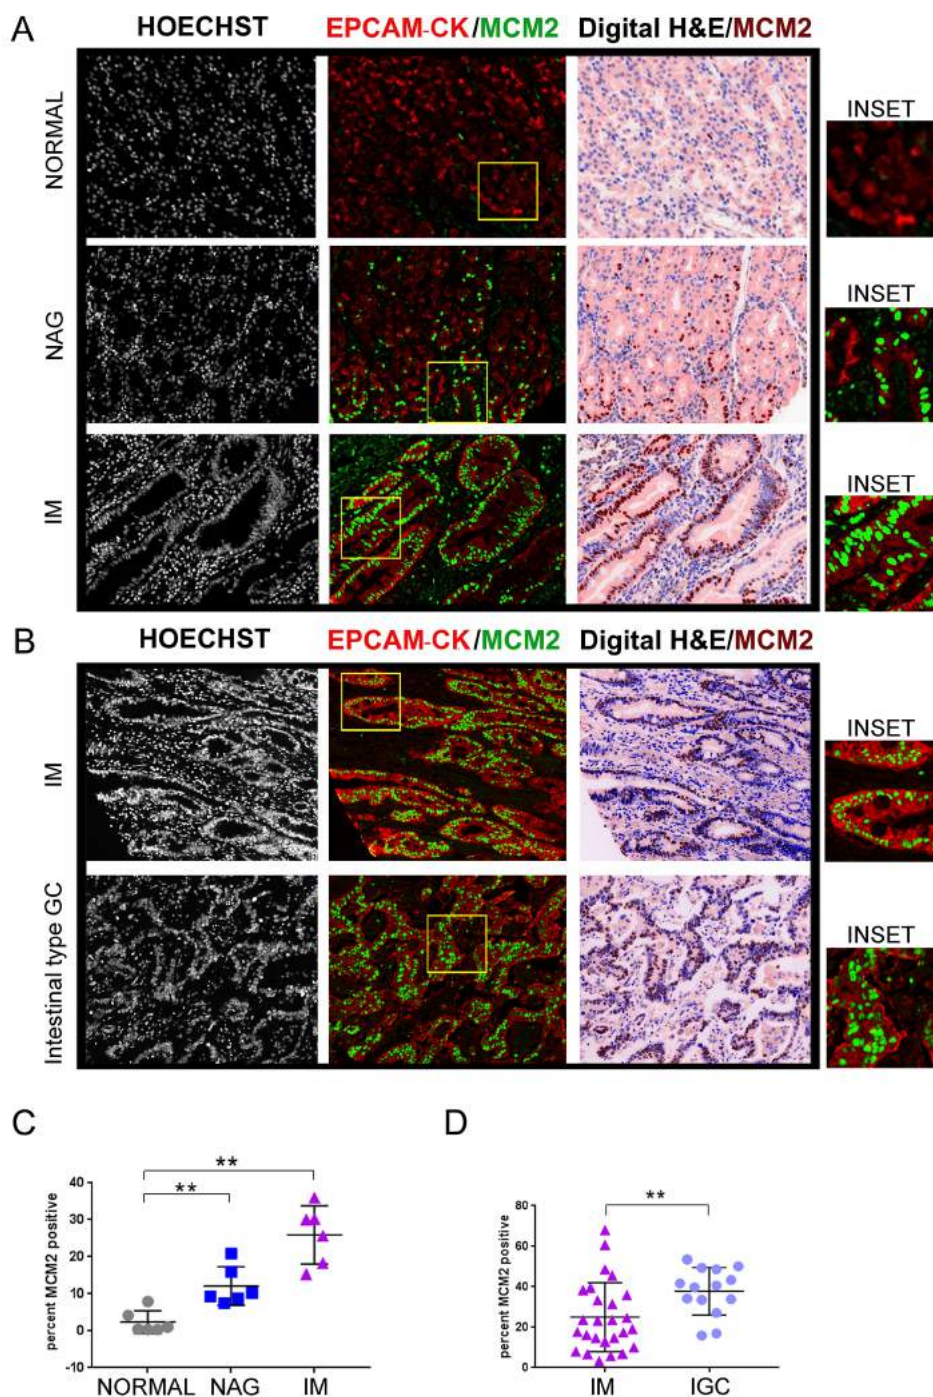 A
HOECHST EPCAM-CK/MCM2 Digital H&E/MCM2
NORMAL
INSET
NAG
INSET
IM
INSET
B
HOECHST EPCAM-CK/MCM2 Digital H&E/MCM2
IM
INSET
Intestinal type GC
INSET
C
percent MCM2 positive
40
30
20
10
0
-10
**
**
NORMAL NAG IM
D
percent MCM2 positive
80
60
40
20
0
**
IM IGC